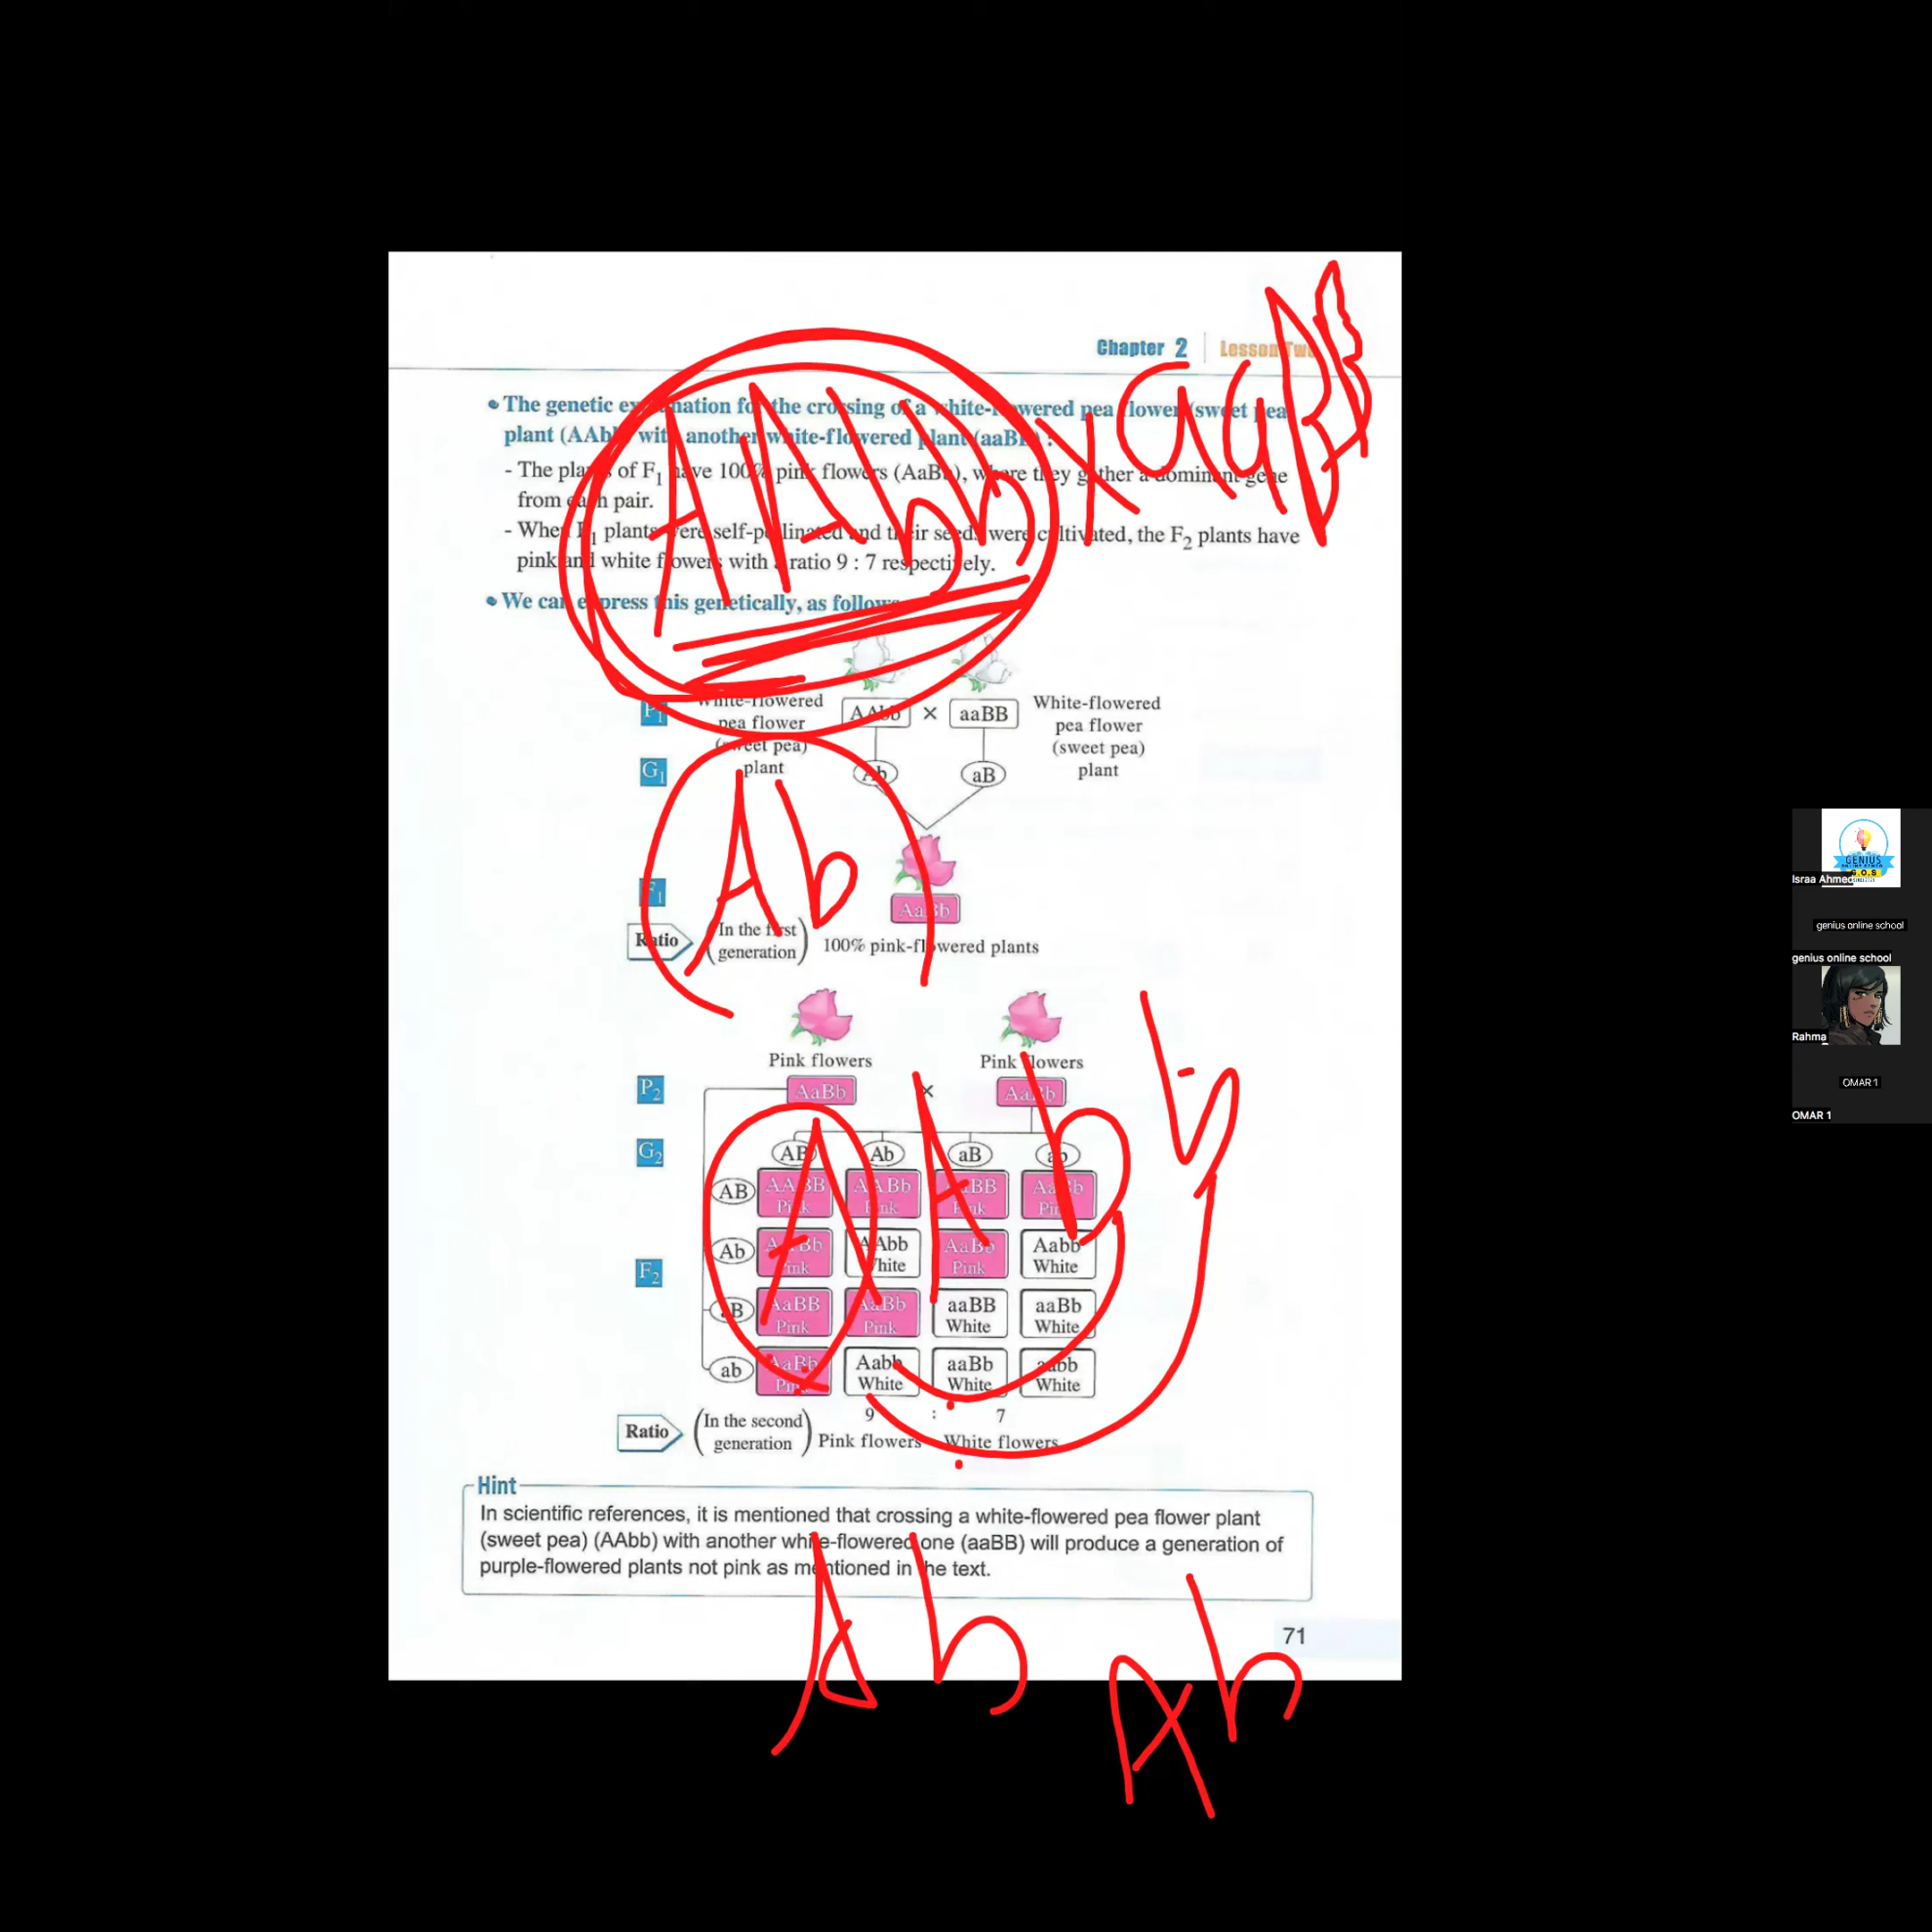 Chapter 2 Lesson Two
• The genetic explanation for the crossing of a white-flowered pea flower (sweet pea
plant (AAbb) with another white-flowered plant (aaBB) :
- The plants of F1 have 100% pink flowers (AaBb), where they gather a dominant gene
from each pair.
- When F1 plants were self-pollinated and their seeds were cultivated, the F2 plants have
pink and white flowers with a ratio 9 : 7 respectively.
• We can express this genetically, as follows
AAbb x aaBB
P1 White-flowered pea flower (sweet pea) plant AAbb × aaBB White-flowered pea flower (sweet pea) plant
G1 Ab aB
Ab
F1 AaBb
Ratio (In the first generation) 100% pink-flowered plants
Pink flowers Pink flowers
P2 AaBb × AaBb
G2 AB Ab aB ab
AAbb
F2
AB AABB Pink AABb Pink AaBB Pink AaBb Pink
Ab AABb Pink AAbb White AaBb Pink Aabb White
aB AaBB Pink AaBb Pink aaBB White aaBb White
ab AaBb Pink Aabb White aaBb White aabb White
Ratio (In the second generation) 9 : 7
Pink flowers White flowers
Hint
In scientific references, it is mentioned that crossing a white-flowered pea flower plant
(sweet pea) (AAbb) with another white-flowered one (aaBB) will produce a generation of
purple-flowered plants not pink as mentioned in the text.
71
Ab Ab
GENIUS
G.O.S
Israa Ahmed
genius online school
genius online school
Rahma
OMAR 1
OMAR 1